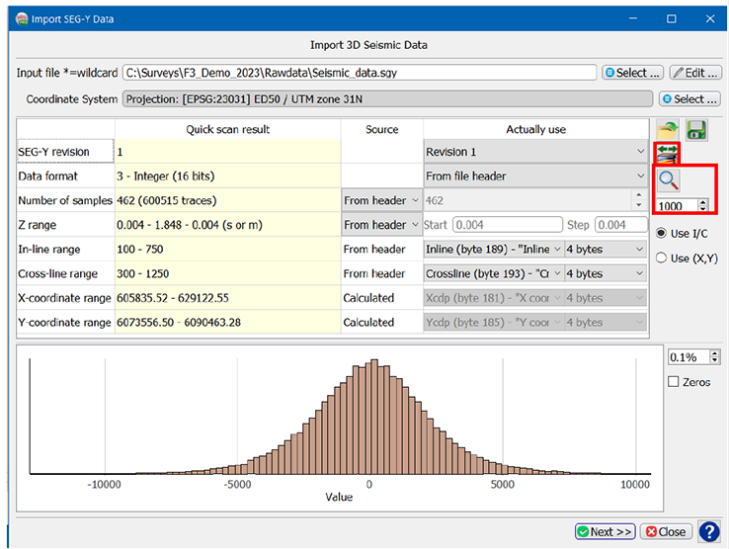 Import SEG-Y Data
Import 3D Seismic Data
Input file *=wildcard C:\Surveys\F3_Demo_2023\Rawdata\Seismic_data.sgy Select ... Edit ...
Coordinate System Projection: [EPSG:23031] ED50 / UTM zone 31N Select ...
Quick scan result Source Actually use
SEG-Y revision 1 Revision 1
Data format 3 - Integer (16 bits) From file header
Number of samples 462 (600515 traces) From header 462 1000
Z range 0.004 - 1.848 - 0.004 (s or m) From header Start 0.004 Step 0.004
Use I/C
In-line range 100 - 750 From header Inline (byte 189) - "Inline 4 bytes
Use (X,Y)
Cross-line range 300 - 1250 From header Crossline (byte 193) - "Cr 4 bytes
X-coordinate range 605835.52 - 629122.55 Calculated Xcdp (byte 181) - "X coor 4 bytes
Y-coordinate range 6073556.50 - 6090463.28 Calculated Ycdp (byte 185) - "Y coor 4 bytes
0.1%
Zeros
-10000 -5000 0 5000 10000
Value
Next >> Close ?